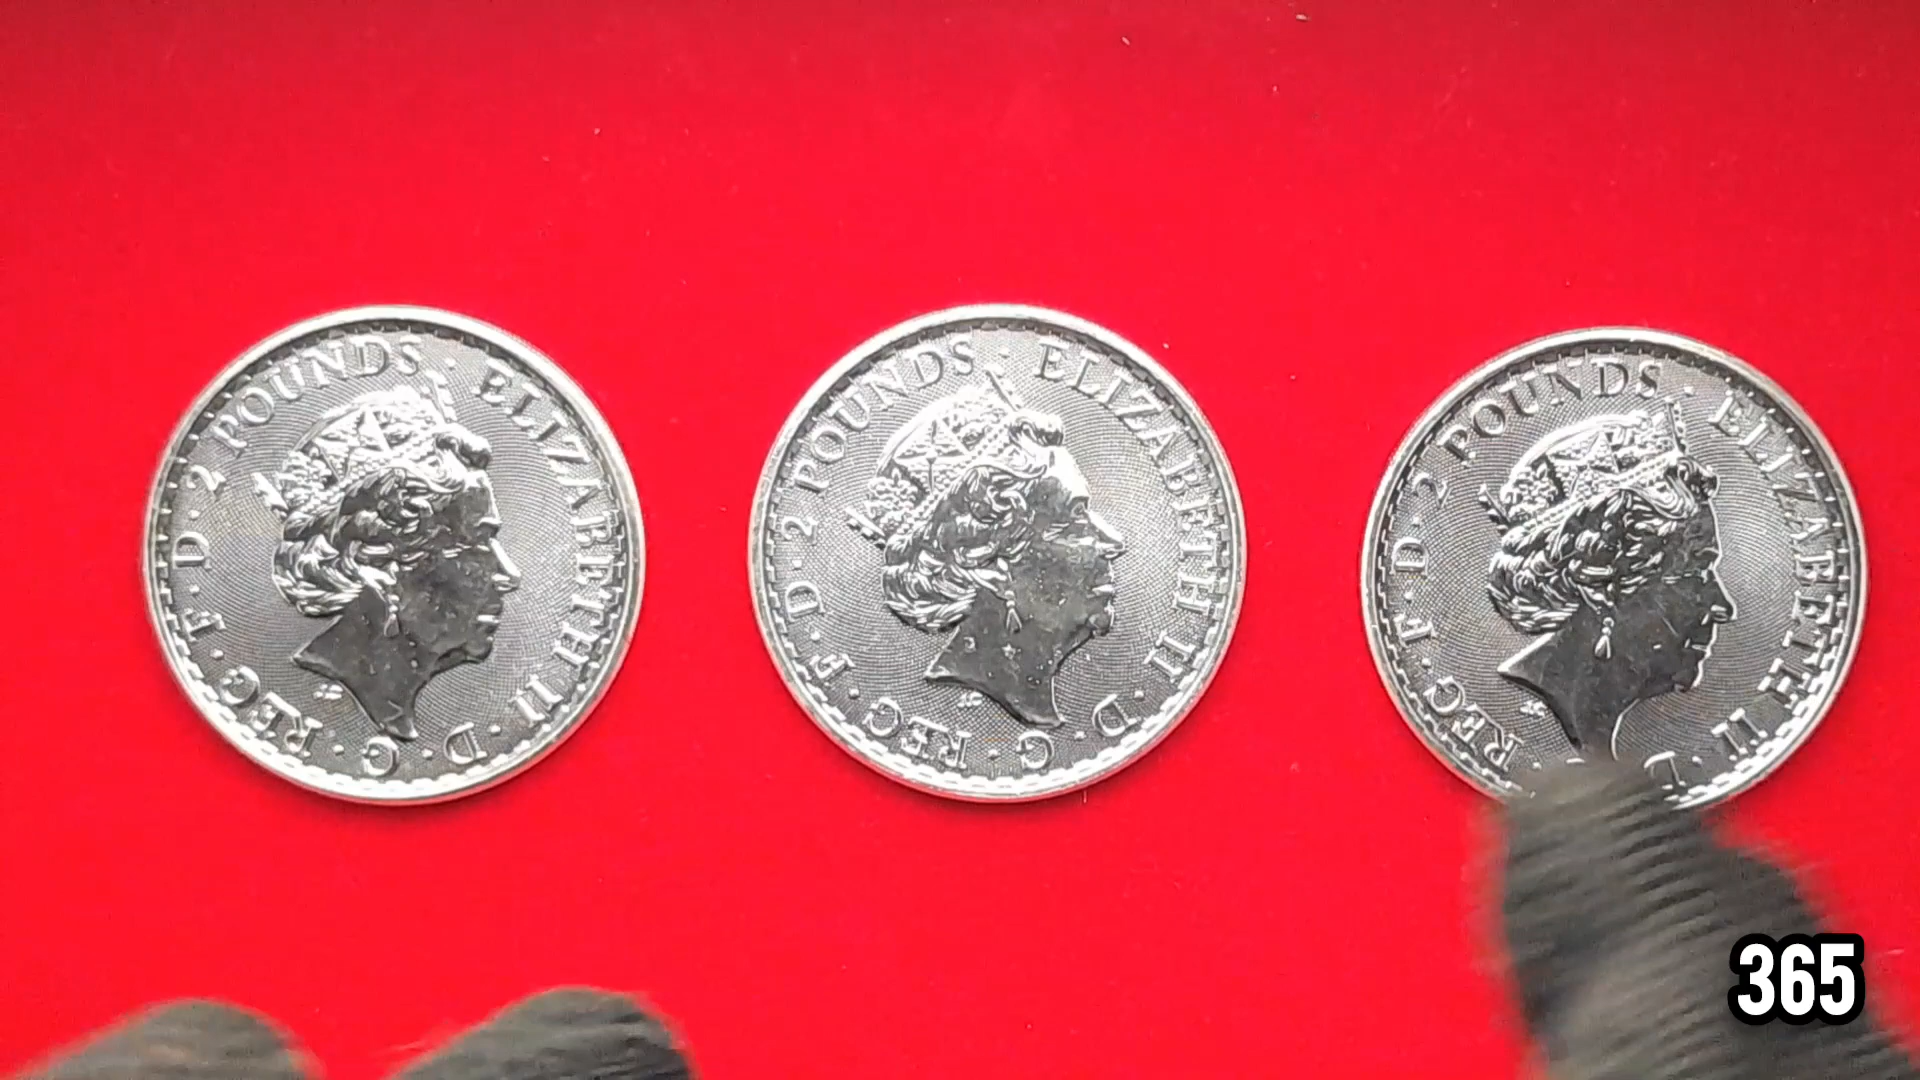 · 2 POUNDS · ELIZABETH II · D · G · REG · F · D
· 2 POUNDS · ELIZABETH II · D · G · REG · F · D
· 2 POUNDS · ELIZABETH II · REG · F · D
365